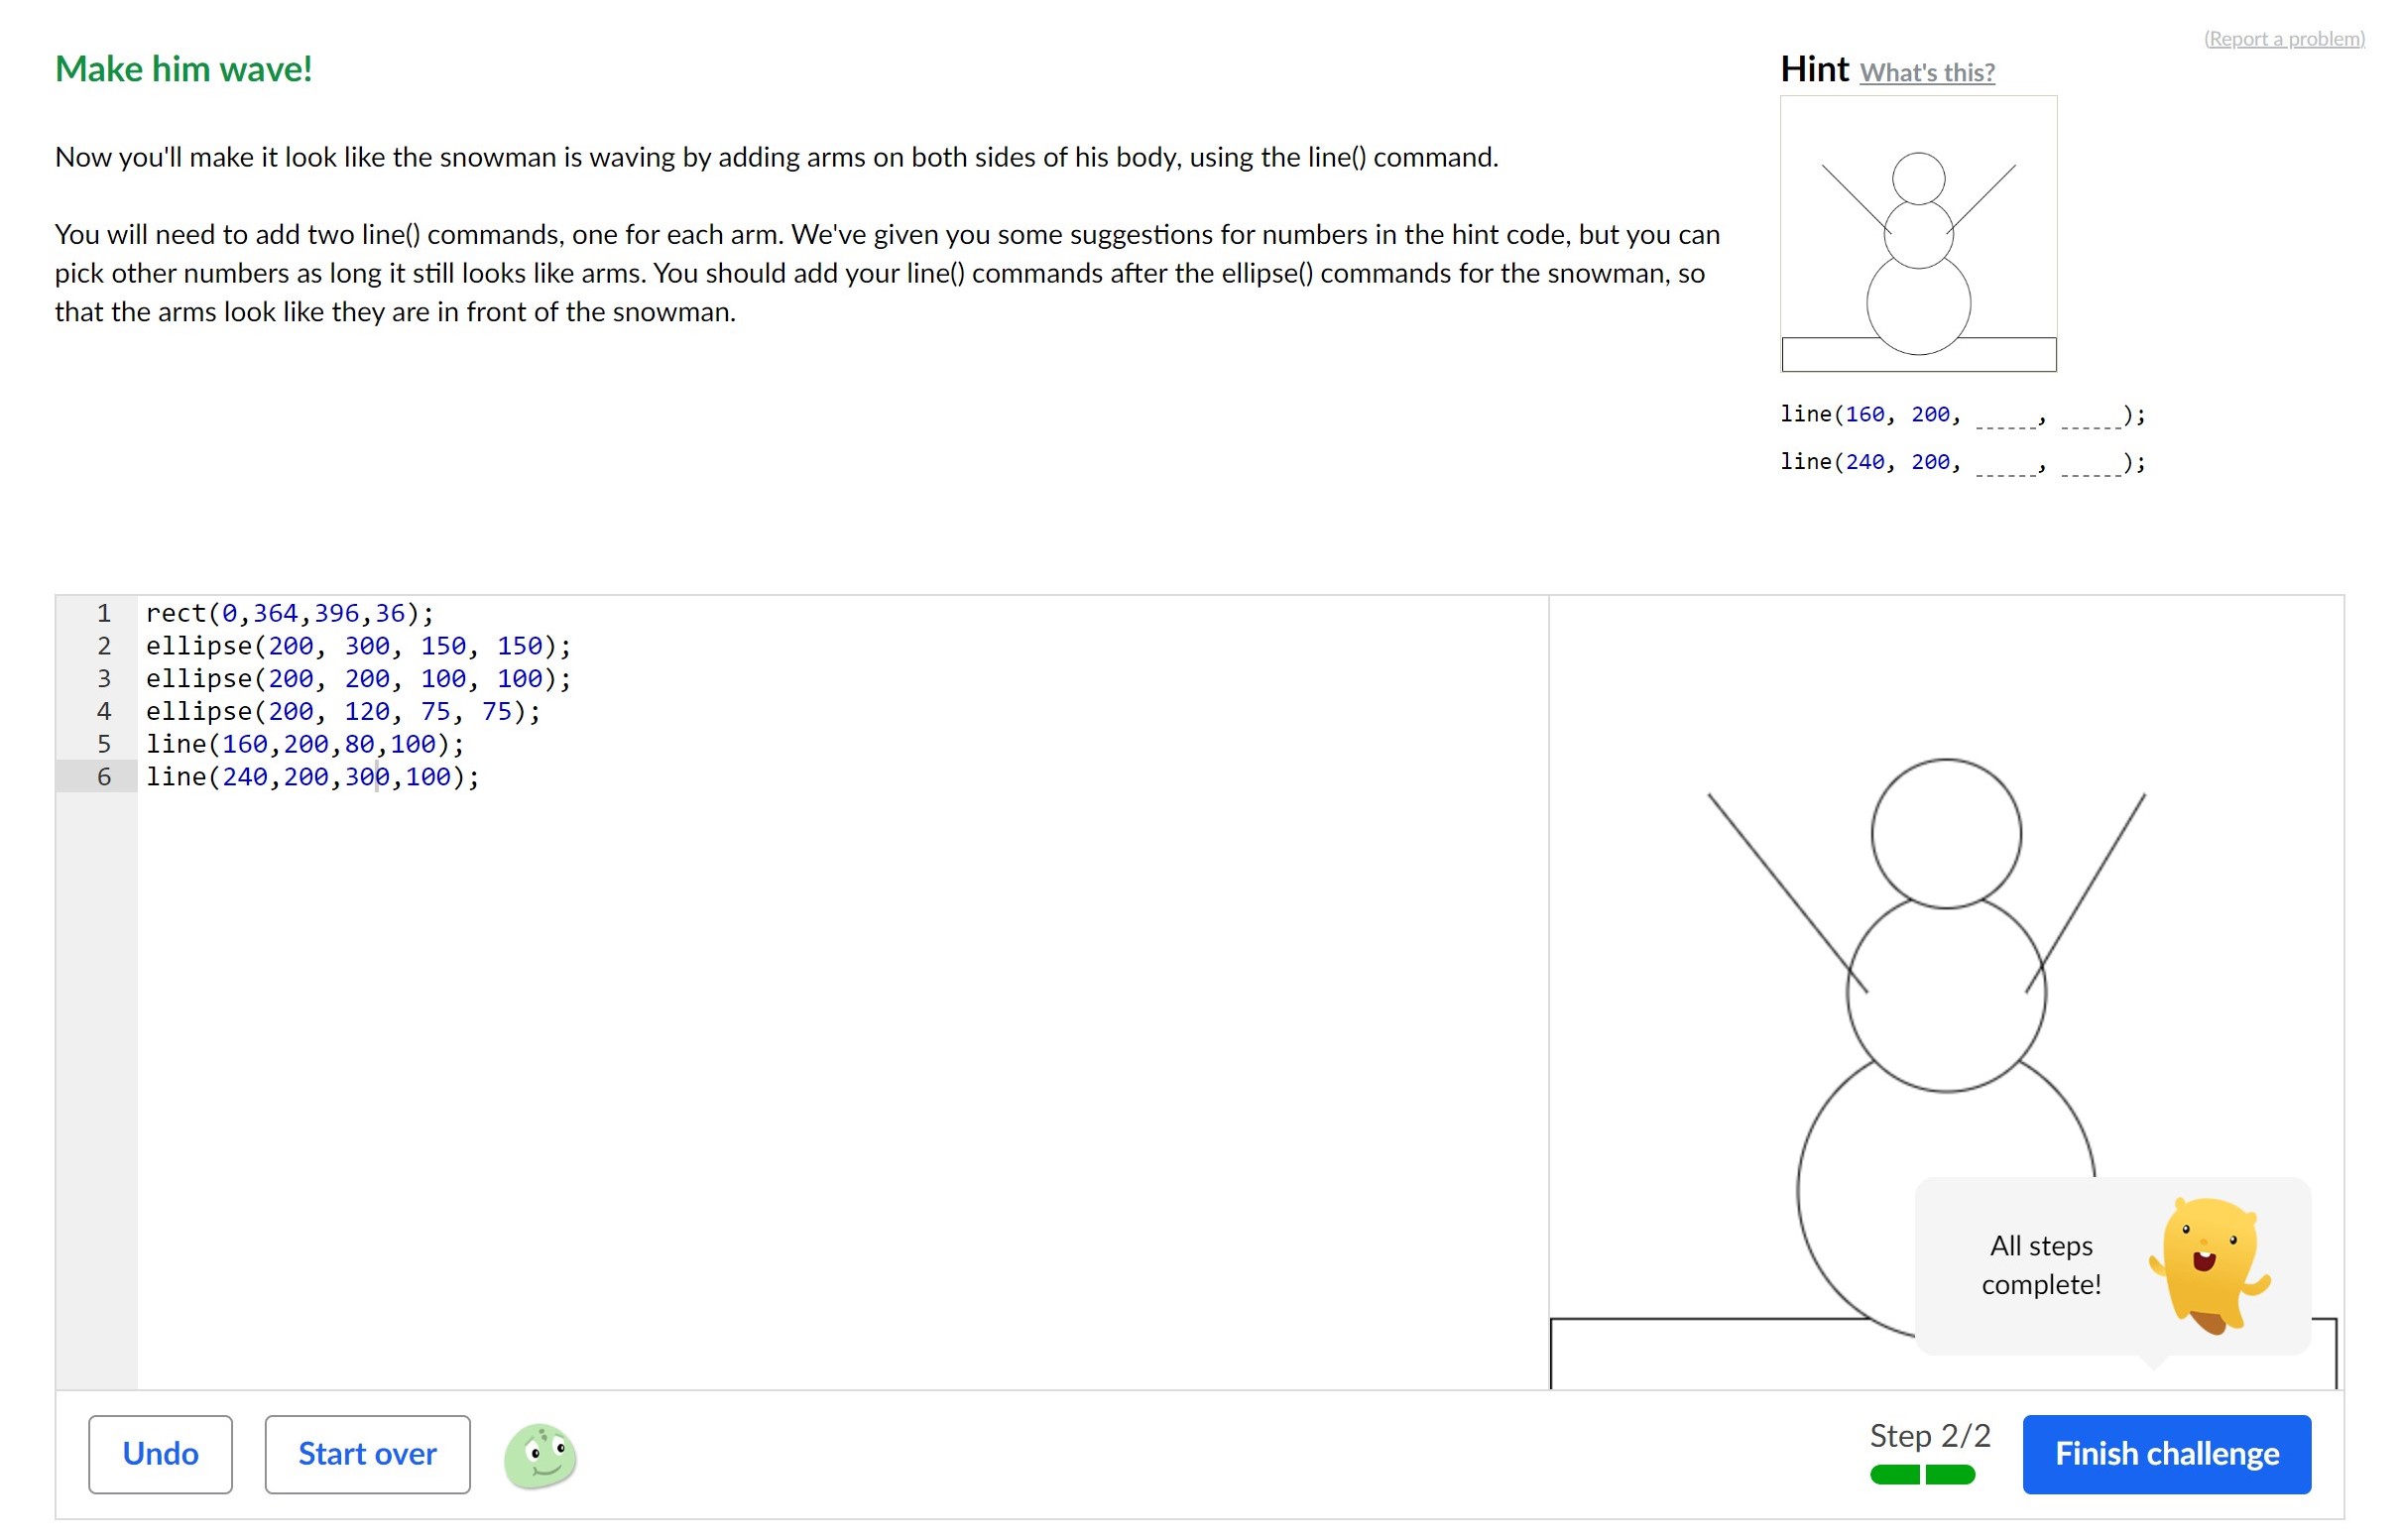 (Report a problem)
Make him wave!
Hint What's this?
Now you'll make it look like the snowman is waving by adding arms on both sides of his body, using the line() command.
You will need to add two line() commands, one for each arm. We've given you some suggestions for numbers in the hint code, but you can
pick other numbers as long it still looks like arms. You should add your line() commands after the ellipse() commands for the snowman, so
that the arms look like they are in front of the snowman.
line(160, 200, ______, ______);
line(240, 200, ______, ______);
1 rect(0,364,396,36);
2 ellipse(200, 300, 150, 150);
3 ellipse(200, 200, 100, 100);
4 ellipse(200, 120, 75, 75);
5 line(160,200,80,100);
6 line(240,200,300,100);
All steps
complete!
Undo
Start over
Step 2/2
Finish challenge